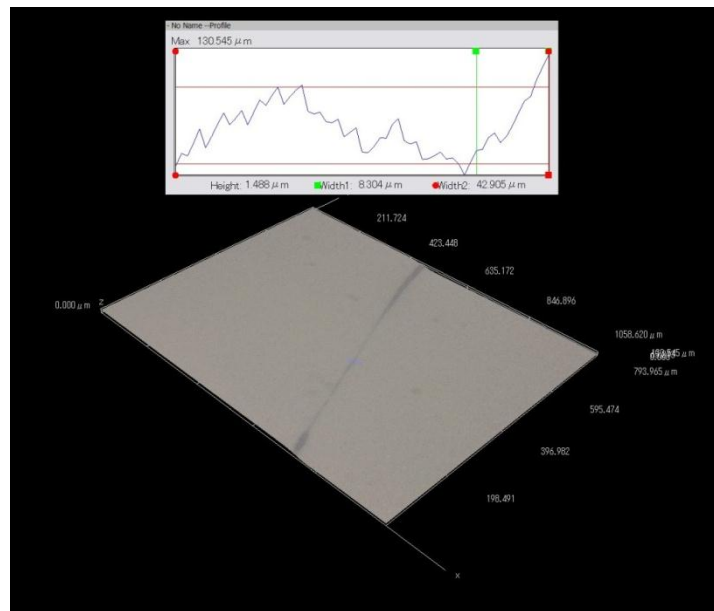 - No Name --Profile
Max 130.545 μm
Height: 1.488 μm Width1: 8.304 μm Width2: 42.905 μm
211.724
423.448
635.172
846.896
0.000 μm z
1058.620 μm
793.965 μm
595.474
396.982
198.491
x